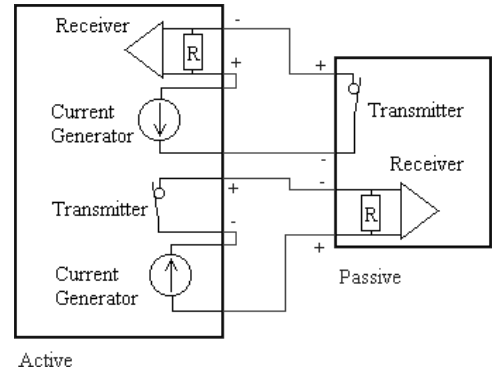 Receiver
-
R
+
+
Current
Generator
Transmitter
-
Receiver
Transmitter
+
-
R
-
+
Current
Generator
Passive
Active